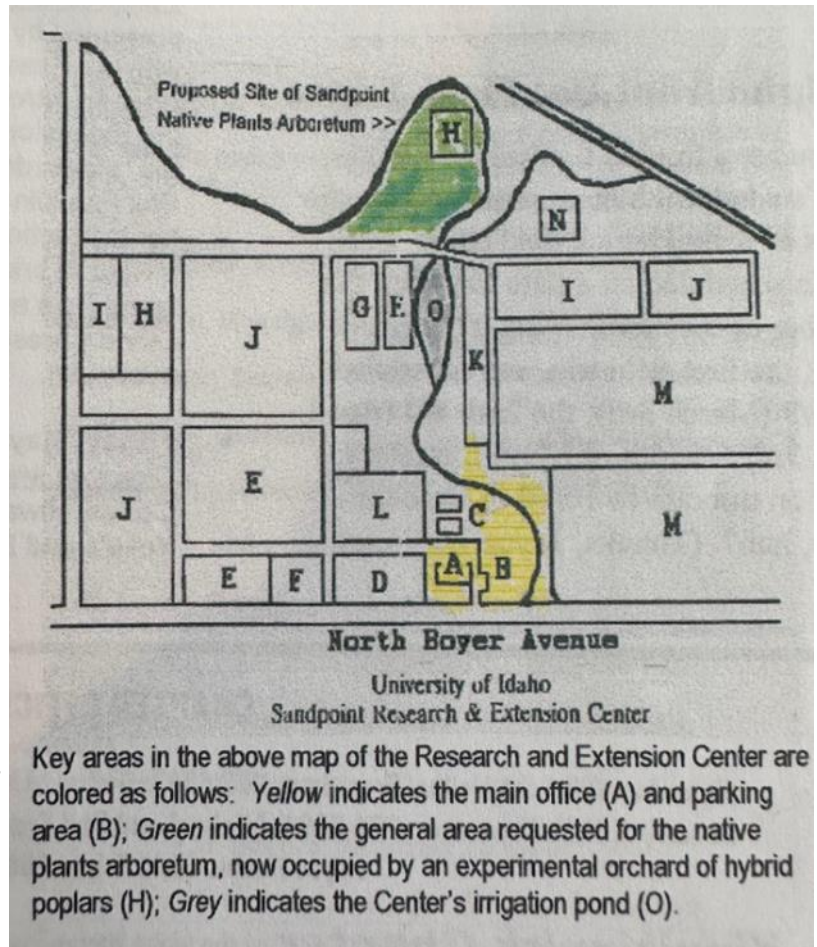 Proposed Site of Sandpoint
Native Plants Arboretum >>
H
N
I H
J
G E O
I
J
K
M
J
E
L
C
M
E
F
D
A
B
North Boyer Avenue
University of Idaho
Sandpoint Research & Extension Center
Key areas in the above map of the Research and Extension Center are
colored as follows: Yellow indicates the main office (A) and parking
area (B); Green indicates the general area requested for the native
plants arboretum, now occupied by an experimental orchard of hybrid
poplars (H); Grey indicates the Center's irrigation pond (O).